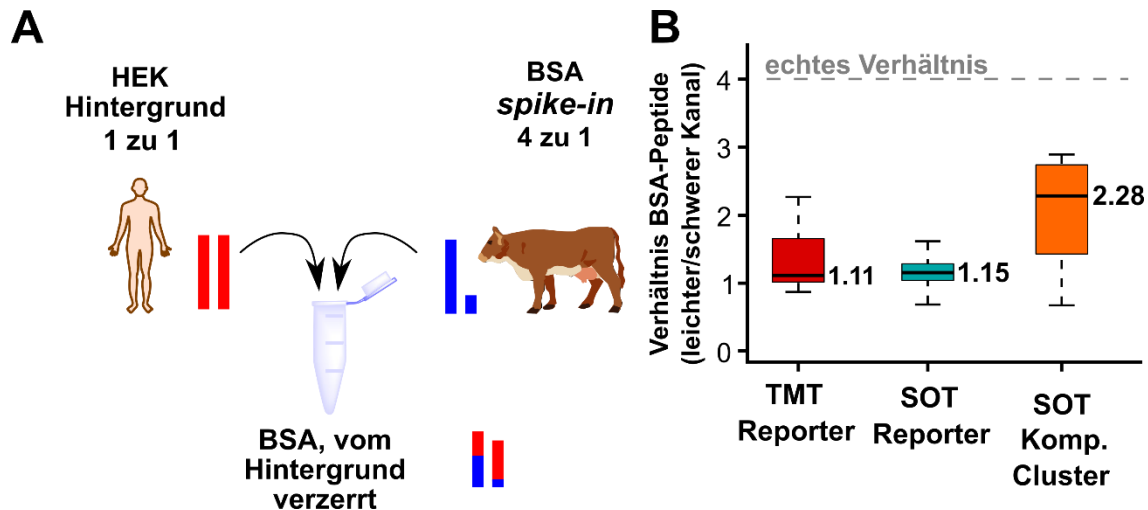 A
HEK
Hintergrund
1 zu 1
BSA
spike-in
4 zu 1
BSA, vom
Hintergrund
verzerrt
B
Verhältnis BSA-Peptide
(leichter/schwerer Kanal)
echtes Verhältnis
4
3
2
1
0
1.11
1.15
2.28
TMT
Reporter
SOT
Reporter
SOT
Komp.
Cluster